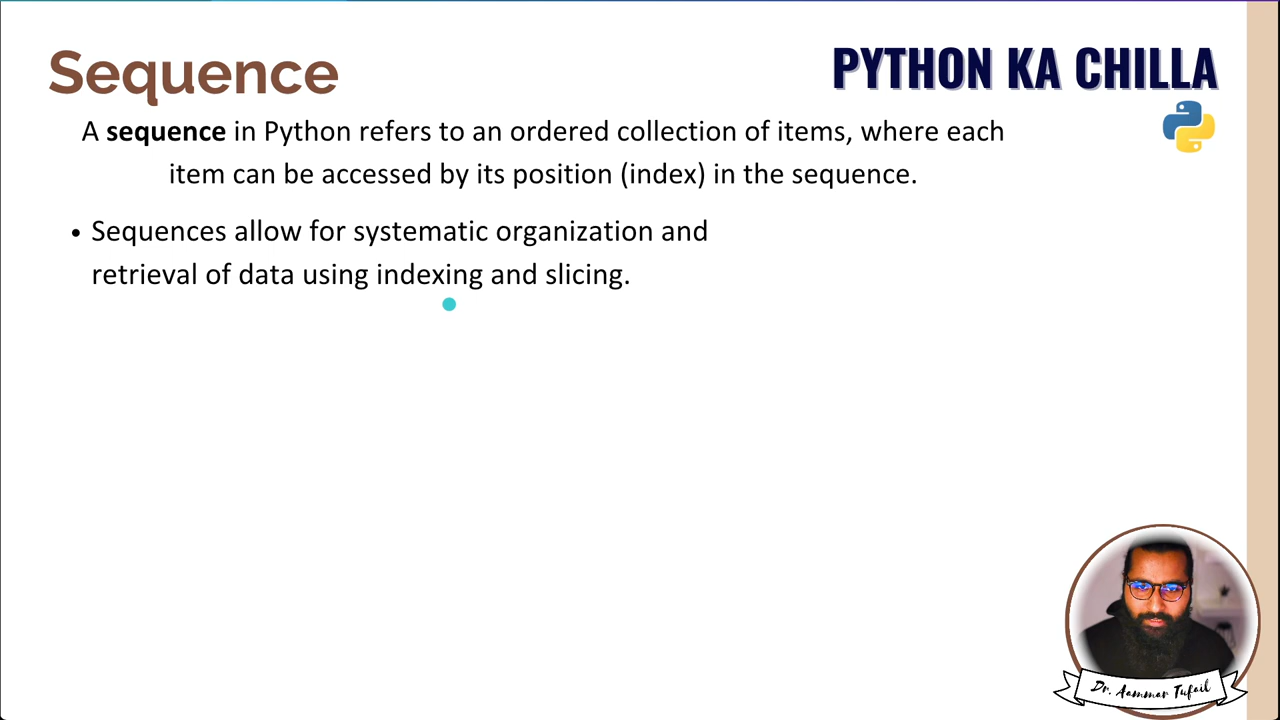 Sequence
PYTHON KA CHILLA
A sequence in Python refers to an ordered collection of items, where each
item can be accessed by its position (index) in the sequence.
• Sequences allow for systematic organization and
retrieval of data using indexing and slicing.
Dr. Aammar Tufail